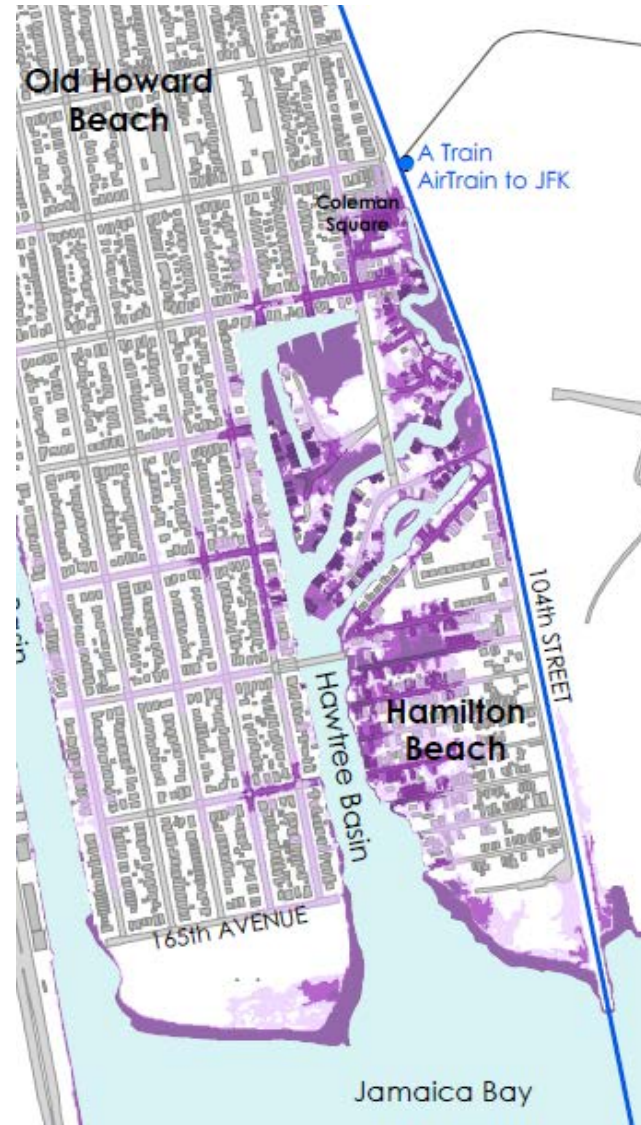 Old Howard
Beach
A Train
AirTrain to JFK
Coleman
Square
104th STREET
Basin
Hamilton
Beach
Hawtree Basin
165th AVENUE
Jamaica Bay